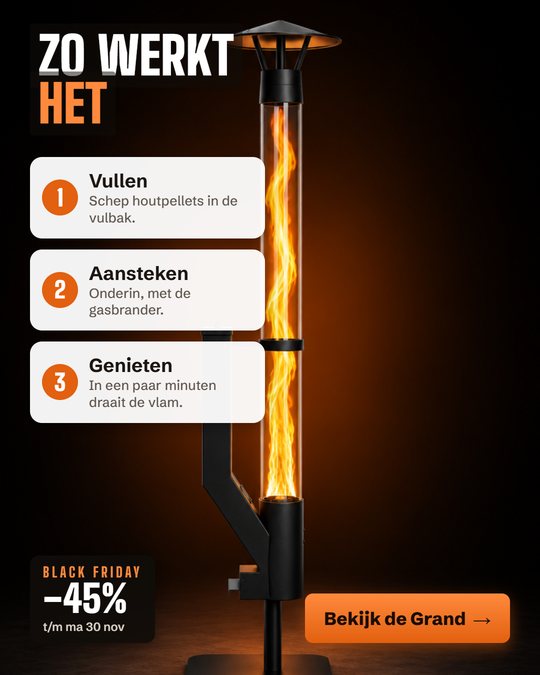 ZO WERKT
HET
1
Vullen
Schep houtpellets in de
vulbak.
2
Aansteken
Onderin, met de
gasbrander.
3
Genieten
In een paar minuten
draait de vlam.
BLACK FRIDAY
−45%
t/m ma 30 nov
Bekijk de Grand →